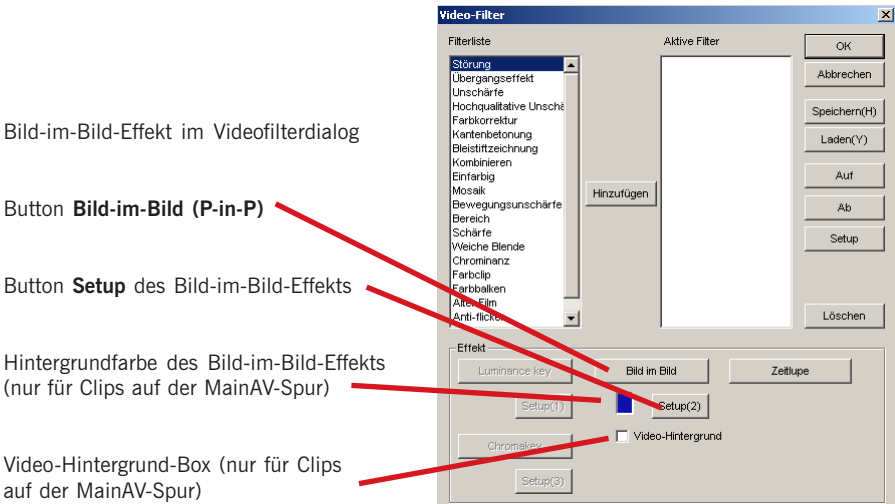 Bild-im-Bild-Effekt im Videofilterdialog
Button Bild-im-Bild (P-in-P)
Button Setup des Bild-im-Bild-Effekts
Hintergrundfarbe des Bild-im-Bild-Effekts
(nur für Clips auf der MainAV-Spur)
Video-Hintergrund-Box (nur für Clips
auf der MainAV-Spur)
Video-Filter
Filterliste
Störung
Übergangseffekt
Unschärfe
Hochqualitative Unschä
Farbkorrektur
Kantenbetonung
Bleistiftzeichnung
Kombinieren
Einfarbig
Mosaik
Bewegungsunschärfe
Bereich
Schärfe
Weiche Blende
Chrominanz
Farbclip
Farbbalken
Alter Film
Anti-flicker
Hinzufügen
Aktive Filter
OK
Abbrechen
Speichern(H)
Laden(Y)
Auf
Ab
Setup
Löschen
Effekt
Luminance key
Bild im Bild
Zeitlupe
Setup(1)
Setup(2)
Video-Hintergrund
Chromakey
Setup(3)